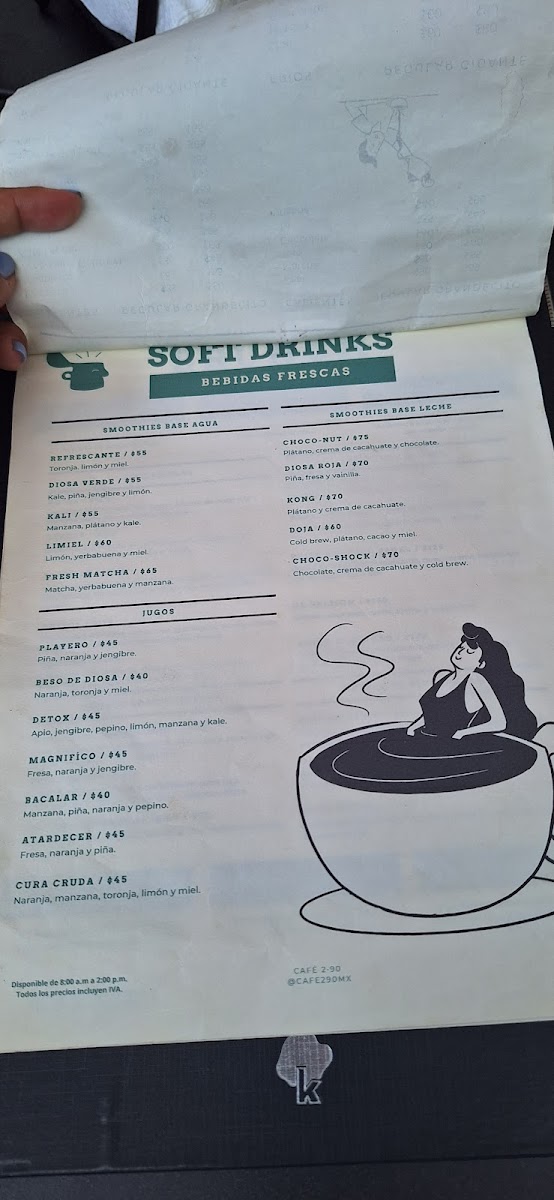 SOFT DRINKS
BEBIDAS FRESCAS
SMOOTHIES BASE AGUA
REFRESCANTE / $55
Toronja, limón y miel.
DIOSA VERDE / $55
Kale, piña, jengibre y limón.
KALI / $55
Manzana, plátano y kale.
LIMIEL / $60
Limón, yerbabuena y miel.
FRESH MATCHA / $65
Matcha, yerbabuena y manzana.
SMOOTHIES BASE LECHE
CHOCO-NUT / $75
Plátano, crema de cacahuate y chocolate.
DIOSA ROJA / $70
Piña, fresa y vainilla.
KONG / $70
Plátano y crema de cacahuate.
DOJA / $60
Cold brew, plátano, cacao y miel.
CHOCO-SHOCK / $70
Chocolate, crema de cacahuate y cold brew.
JUGOS
PLAYERO / $45
Piña, naranja y jengibre.
BESO DE DIOSA / $40
Naranja, toronja y miel.
DETOX / $45
Apio, jengibre, pepino, limón, manzana y kale.
MAGNIFÍCO / $45
Fresa, naranja y jengibre.
BACALAR / $40
Manzana, piña, naranja y pepino.
ATARDECER / $45
Fresa, naranja y piña.
CURA CRUDA / $45
Naranja, manzana, toronja, limón y miel.
Disponible de 8:00 a.m a 2:00 p.m.
Todos los precios incluyen IVA.
CAFÉ 2-90
@CAFE290MX
k